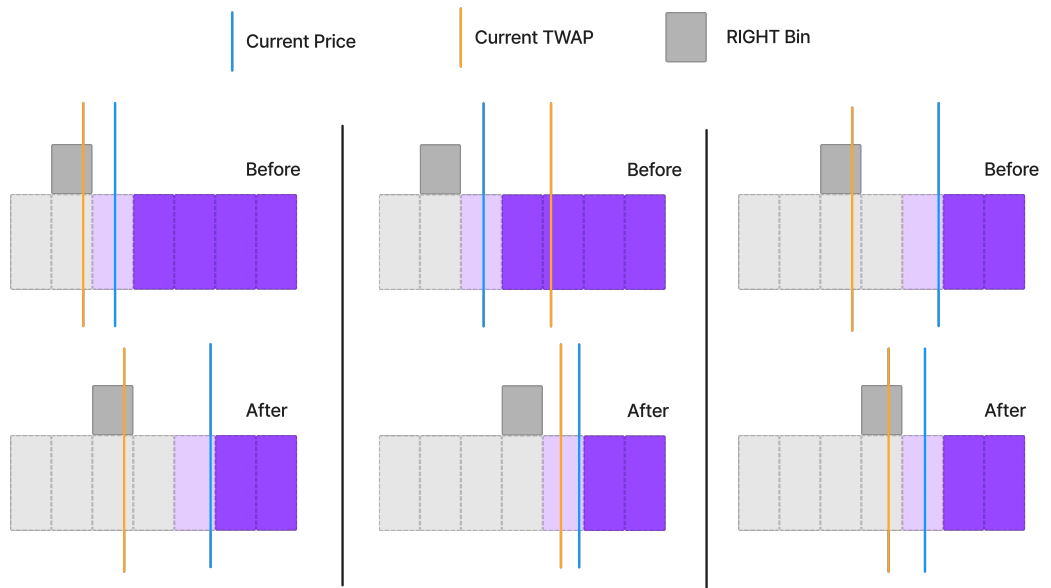 Current Price
Current TWAP
RIGHT Bin
Before
Before
Before
After
After
After